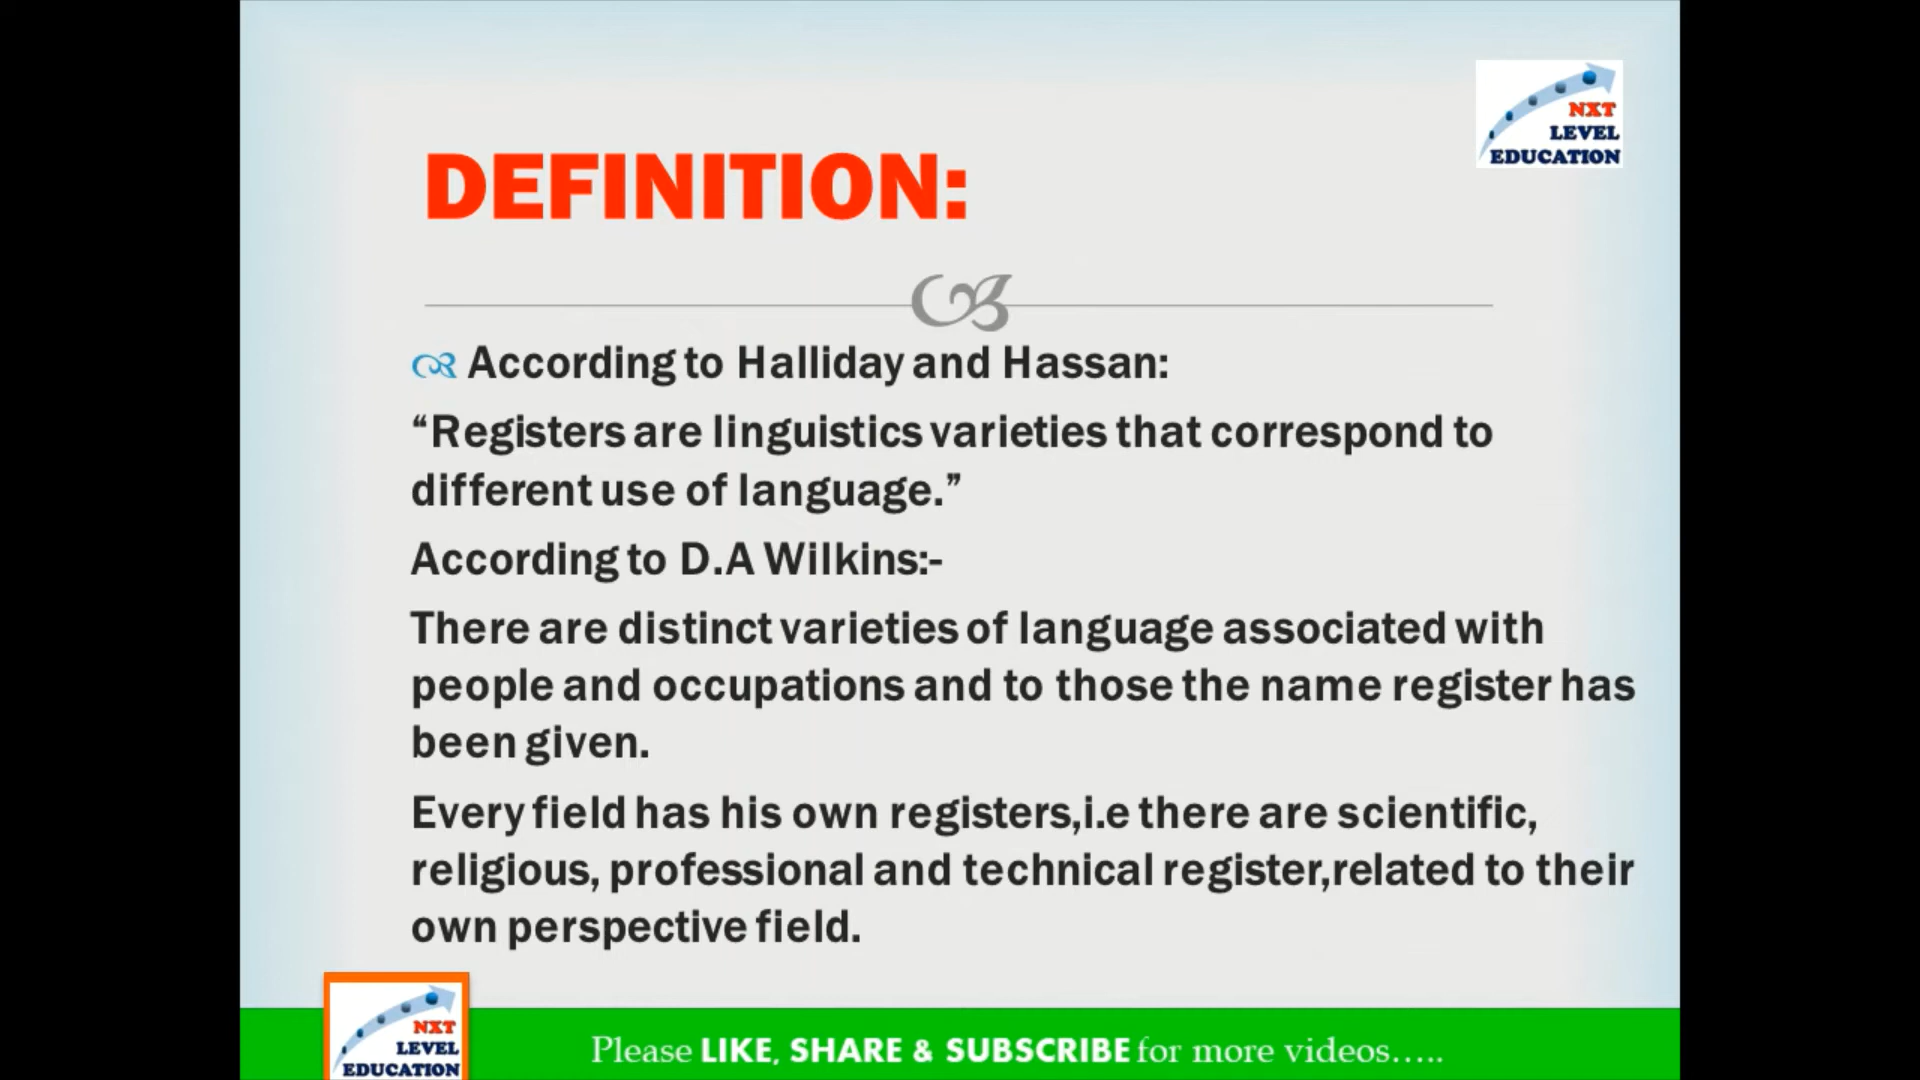 NXT
LEVEL
EDUCATION
DEFINITION:
According to Halliday and Hassan:
“Registers are linguistics varieties that correspond to
different use of language.”
According to D.A Wilkins:-
There are distinct varieties of language associated with
people and occupations and to those the name register has
been given.
Every field has his own registers,i.e there are scientific,
religious, professional and technical register,related to their
own perspective field.
NXT
LEVEL
EDUCATION
Please LIKE, SHARE & SUBSCRIBE for more videos.....